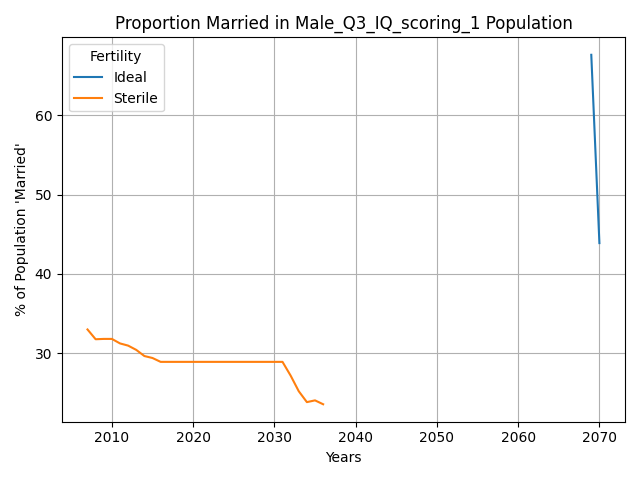 Proportion Married in Male_Q3_IQ_scoring_1 Population
Fertility
Ideal
Sterile
% of Population 'Married'
60
50
40
30
2010 2020 2030 2040 2050 2060 2070
Years